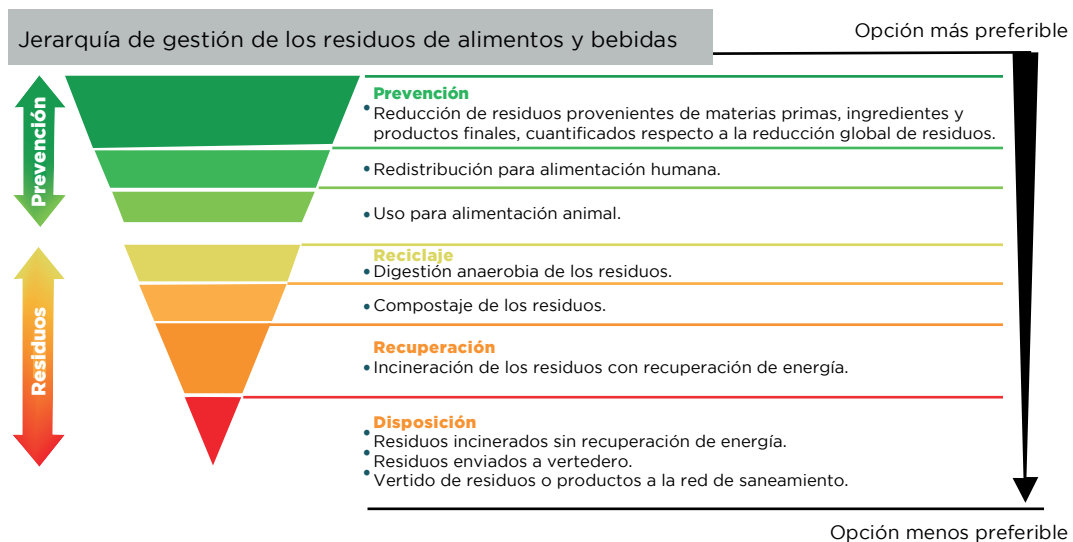 Jerarquía de gestión de los residuos de alimentos y bebidas
Opción más preferible
Prevención
Prevención
• Reducción de residuos provenientes de materias primas, ingredientes y
productos finales, cuantificados respecto a la reducción global de residuos.
• Redistribución para alimentación humana.
• Uso para alimentación animal.
Residuos
Reciclaje
• Digestión anaerobia de los residuos.
• Compostaje de los residuos.
Recuperación
• Incineración de los residuos con recuperación de energía.
Disposición
• Residuos incinerados sin recuperación de energía.
• Residuos enviados a vertedero.
• Vertido de residuos o productos a la red de saneamiento.
Opción menos preferible